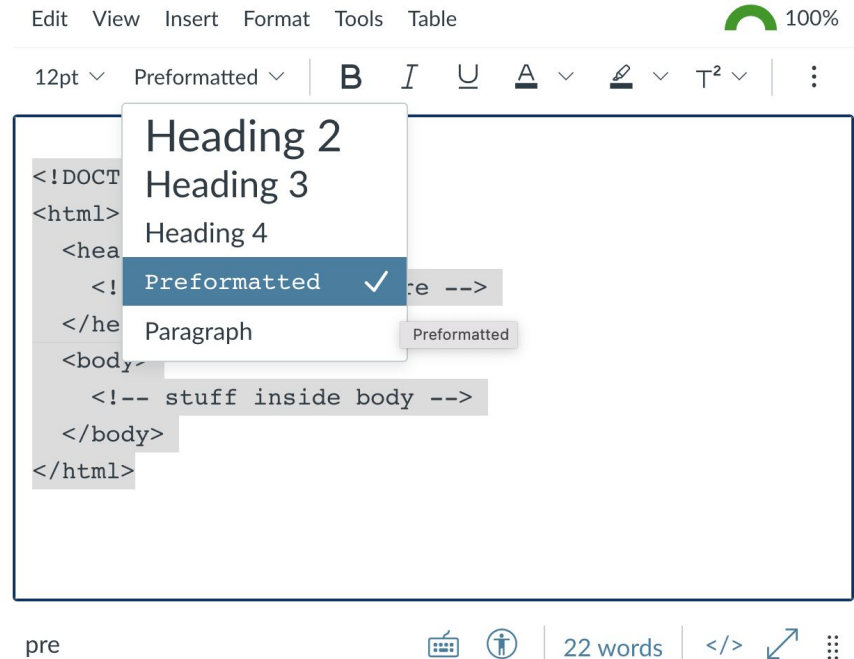 Edit View Insert Format Tools Table 100%
12pt Preformatted B I U A T²
Heading 2
<!DOCT
Heading 3
<html>
Heading 4
<hea
Preformatted
<! re -->
</he
Paragraph
Preformatted
<body>
<!-- stuff inside body -->
</body>
</html>
pre 22 words </>